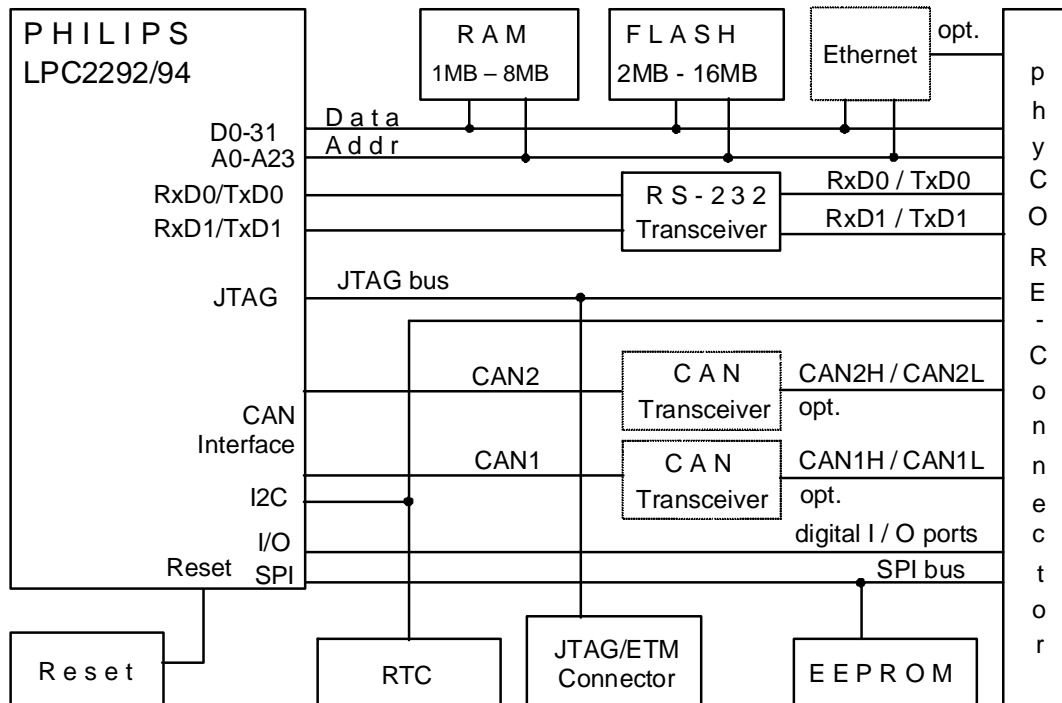 PHILIPS
LPC2292/94
RAM
1MB – 8MB
FLASH
2MB - 16MB
Ethernet
opt.
phyCORE-Connector
D0-31
Data
A0-A23
Addr
RxD0/TxD0
RS-232
Transceiver
RxD0 / TxD0
RxD1/TxD1
RxD1 / TxD1
JTAG
JTAG bus
CAN2
CAN
Transceiver
CAN2H / CAN2L
opt.
CAN
Interface
CAN1
CAN
Transceiver
CAN1H / CAN1L
opt.
I2C
I/O
digital I / O ports
Reset
SPI
SPI bus
Reset
RTC
JTAG/ETM
Connector
EEPROM